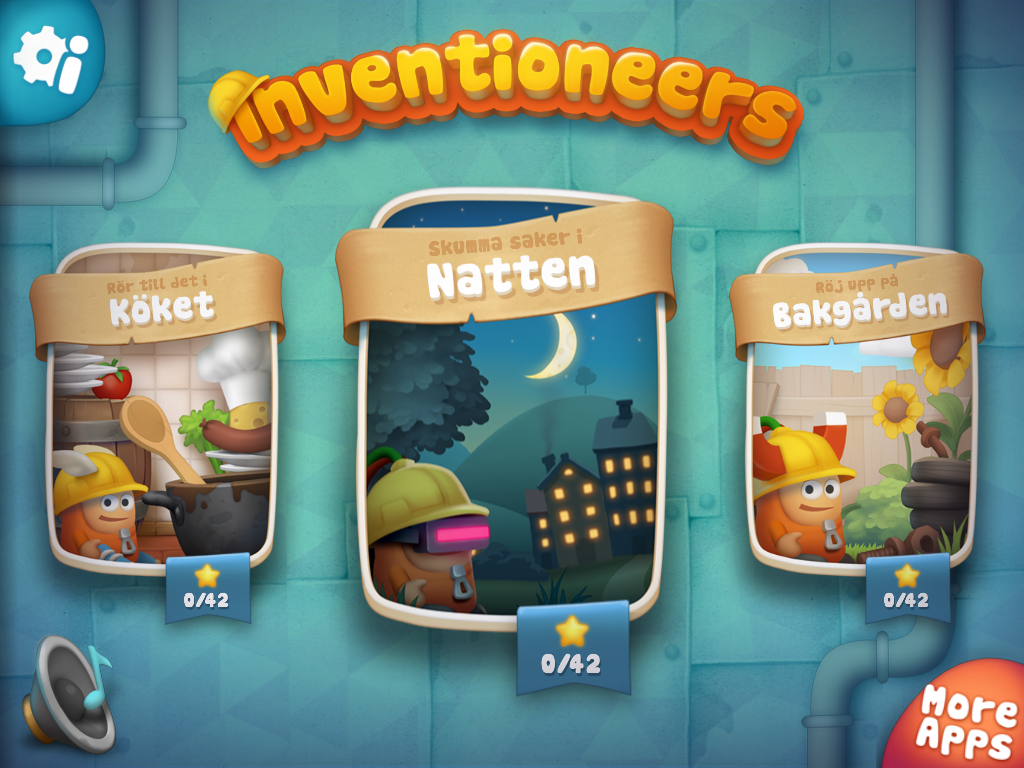 Inventioneers
Skumma saker i
Natten
Rör till det i
Köket
Röj upp på
Bakgården
0/42
0/42
0/42
More
Apps